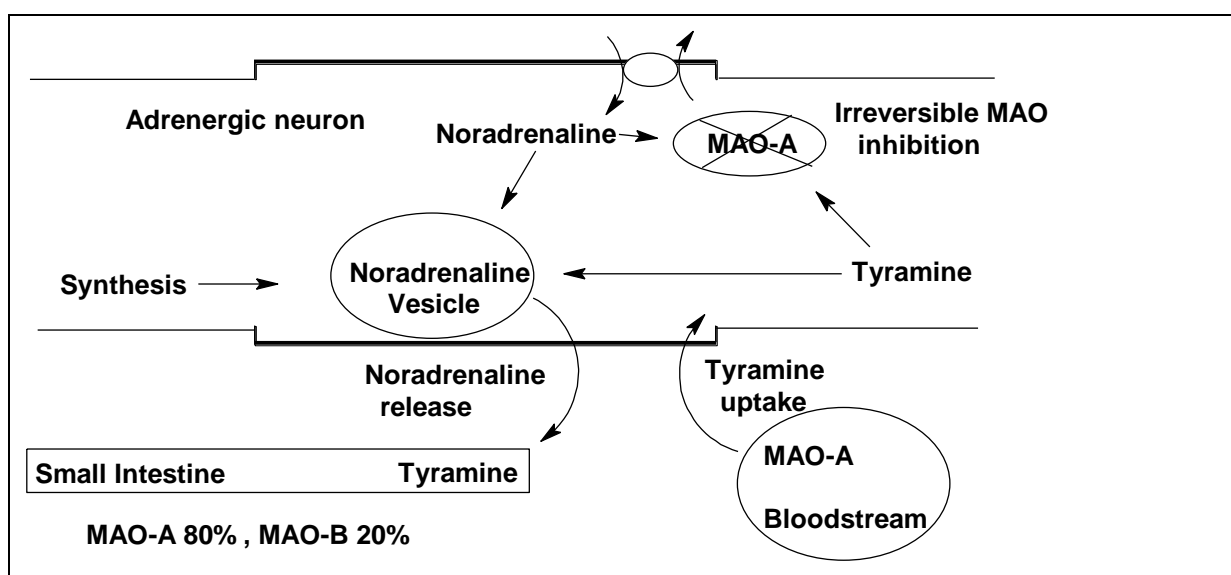 Adrenergic neuron
Noradrenaline
MAO-A
Irreversible MAO
inhibition
Synthesis
Noradrenaline
Vesicle
Tyramine
Noradrenaline
release
Tyramine
uptake
Small Intestine Tyramine
MAO-A
Bloodstream
MAO-A 80% , MAO-B 20%